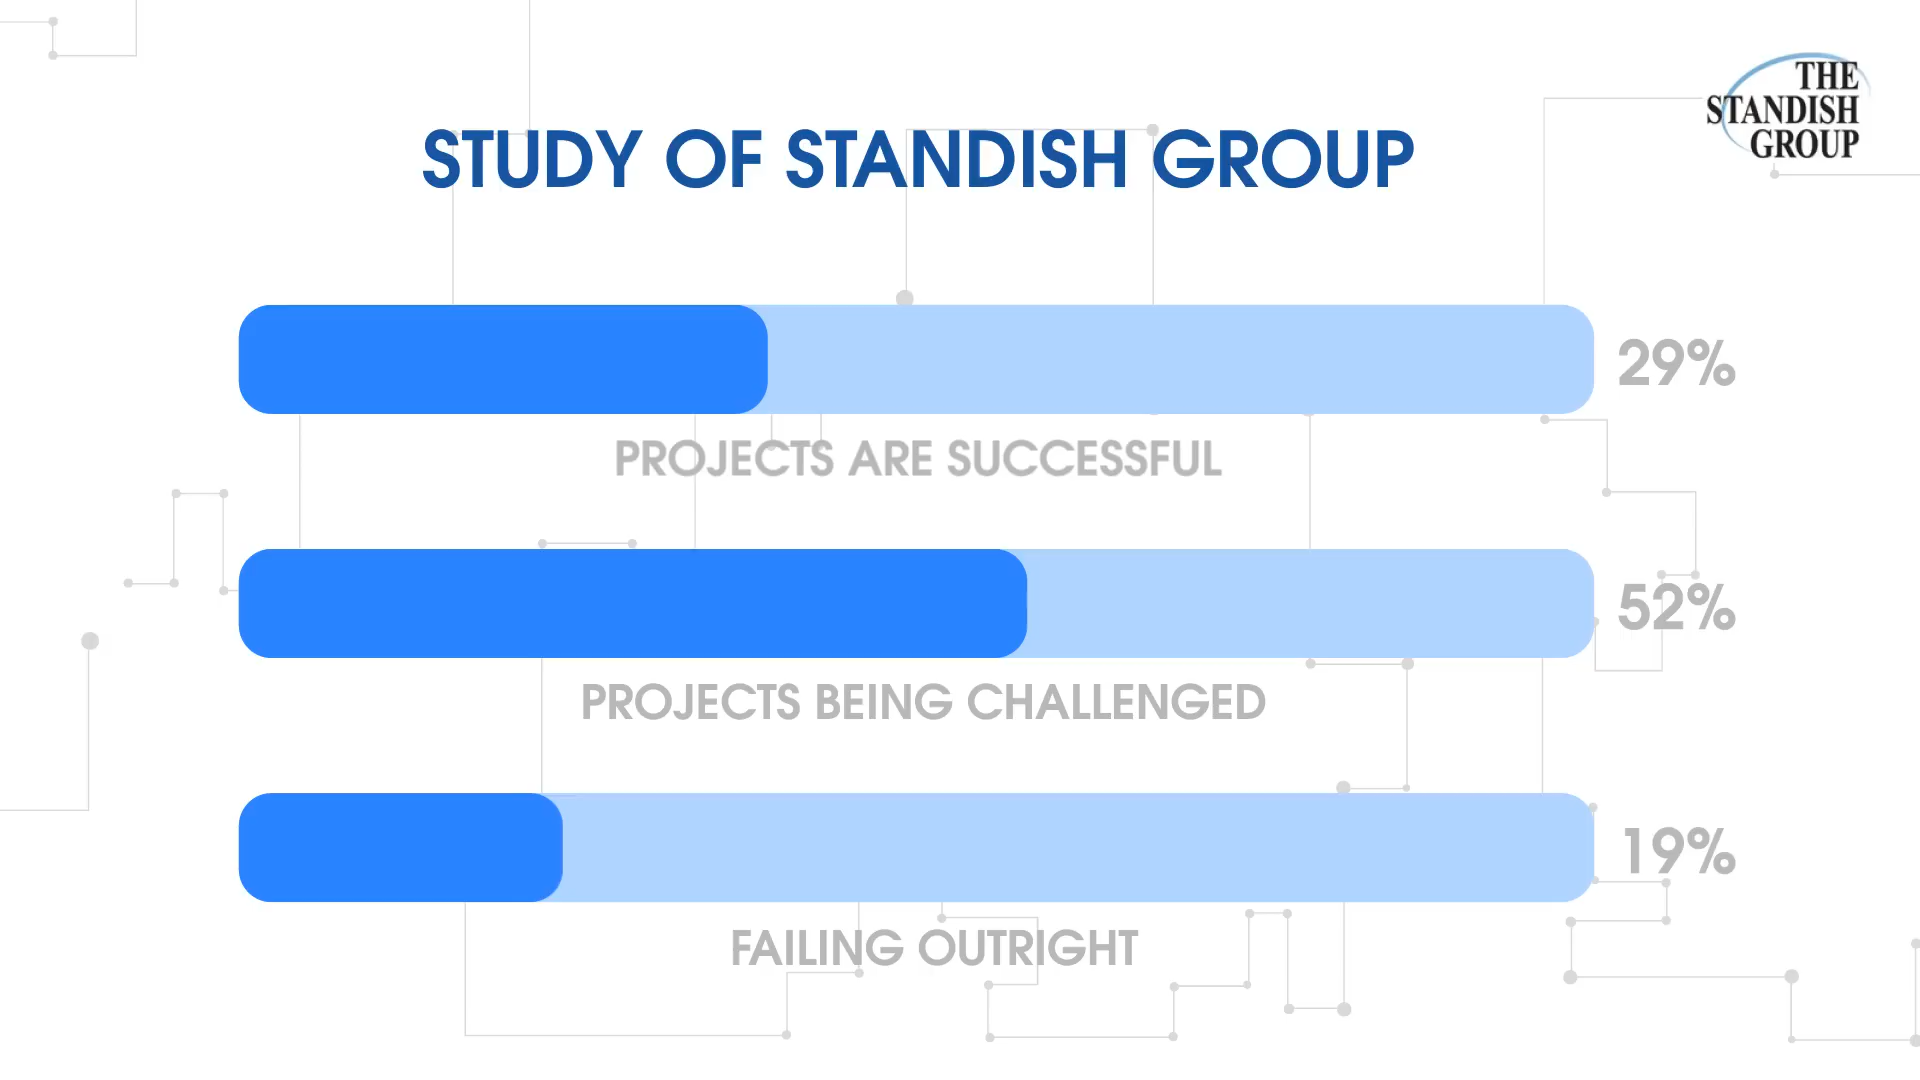 THE
STANDISH
GROUP
STUDY OF STANDISH GROUP
29%
PROJECTS ARE SUCCESSFUL
52%
PROJECTS BEING CHALLENGED
19%
FAILING OUTRIGHT